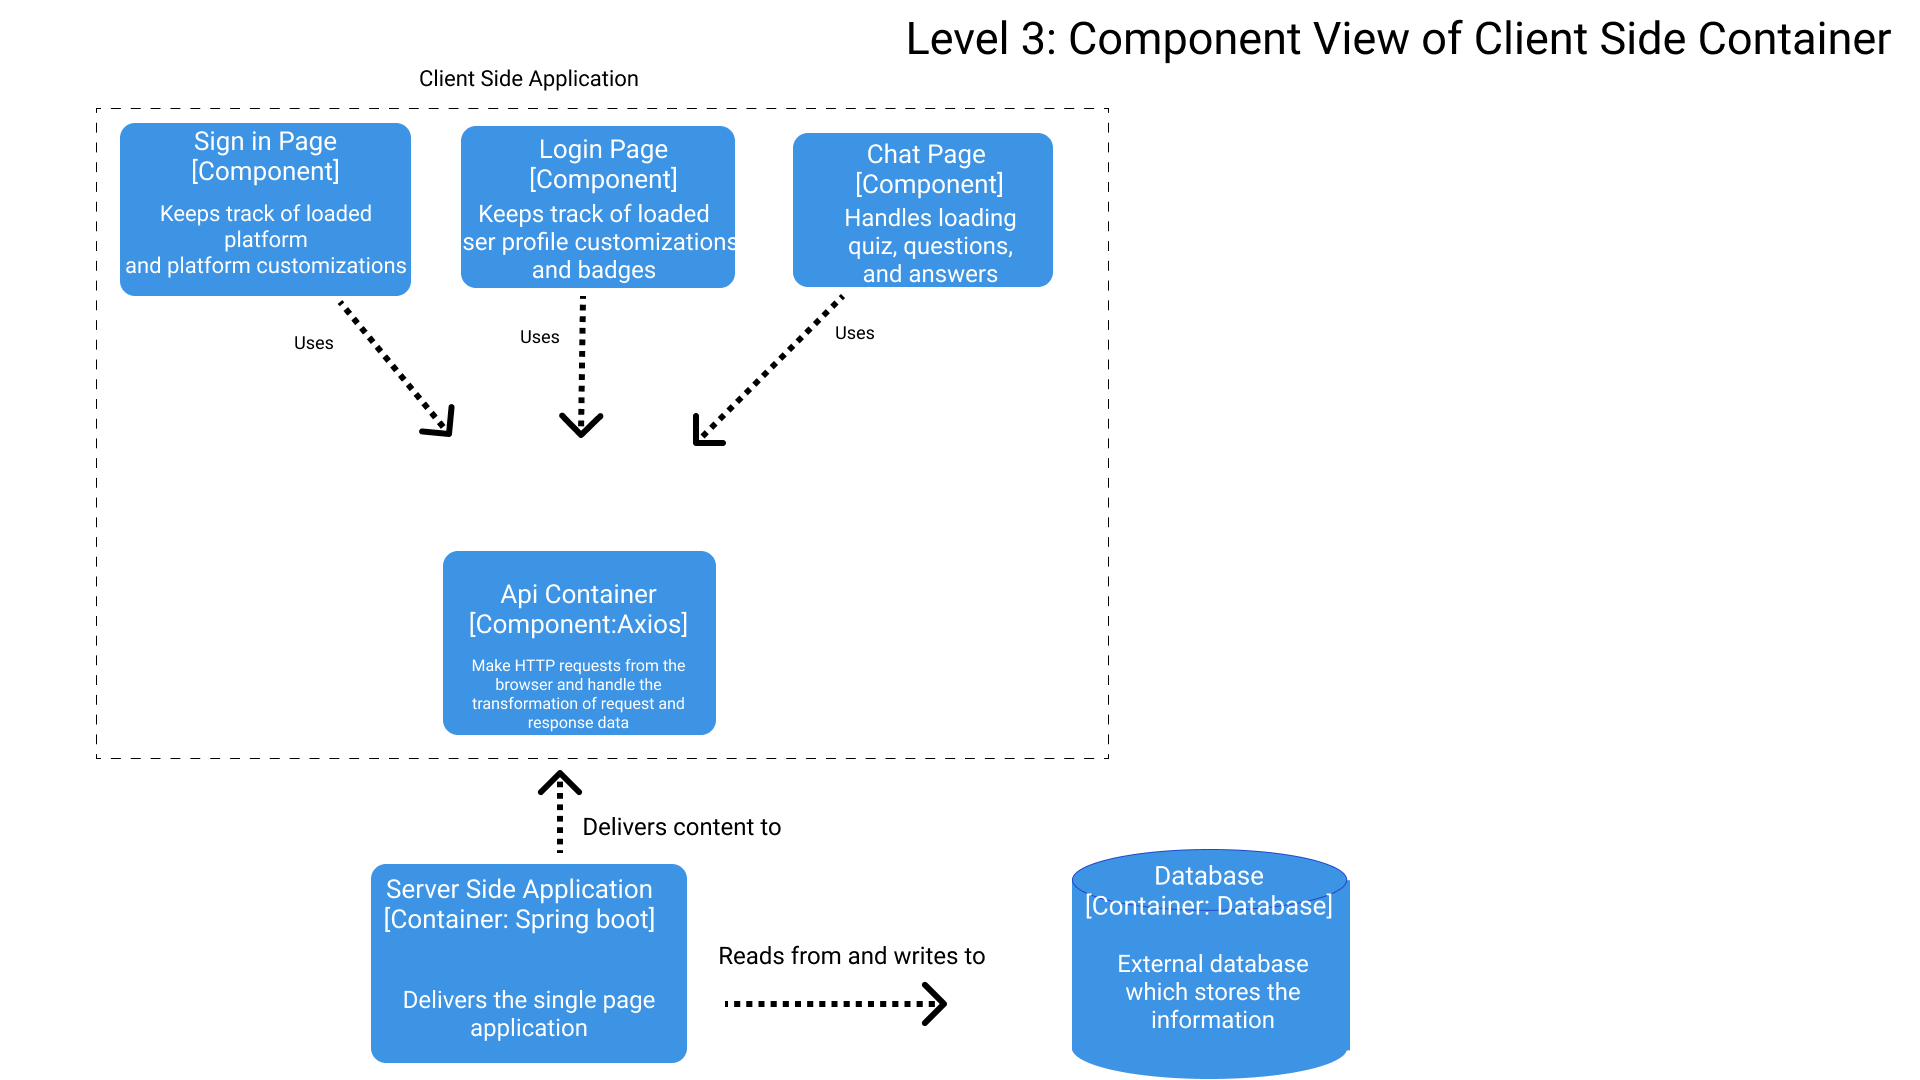 Level 3: Component View of Client Side Container
Client Side Application
Sign in Page
[Component]
Keeps track of loaded
platform
and platform customizations
Login Page
[Component]
Keeps track of loaded
ser profile customizations
and badges
Chat Page
[Component]
Handles loading
quiz, questions,
and answers
Uses
Uses
Uses
Api Container
[Component:Axios]
Make HTTP requests from the
browser and handle the
transformation of request and
response data
Delivers content to
Server Side Application
[Container: Spring boot]
Delivers the single page
application
Reads from and writes to
Database
[Container: Database]
External database
which stores the
information